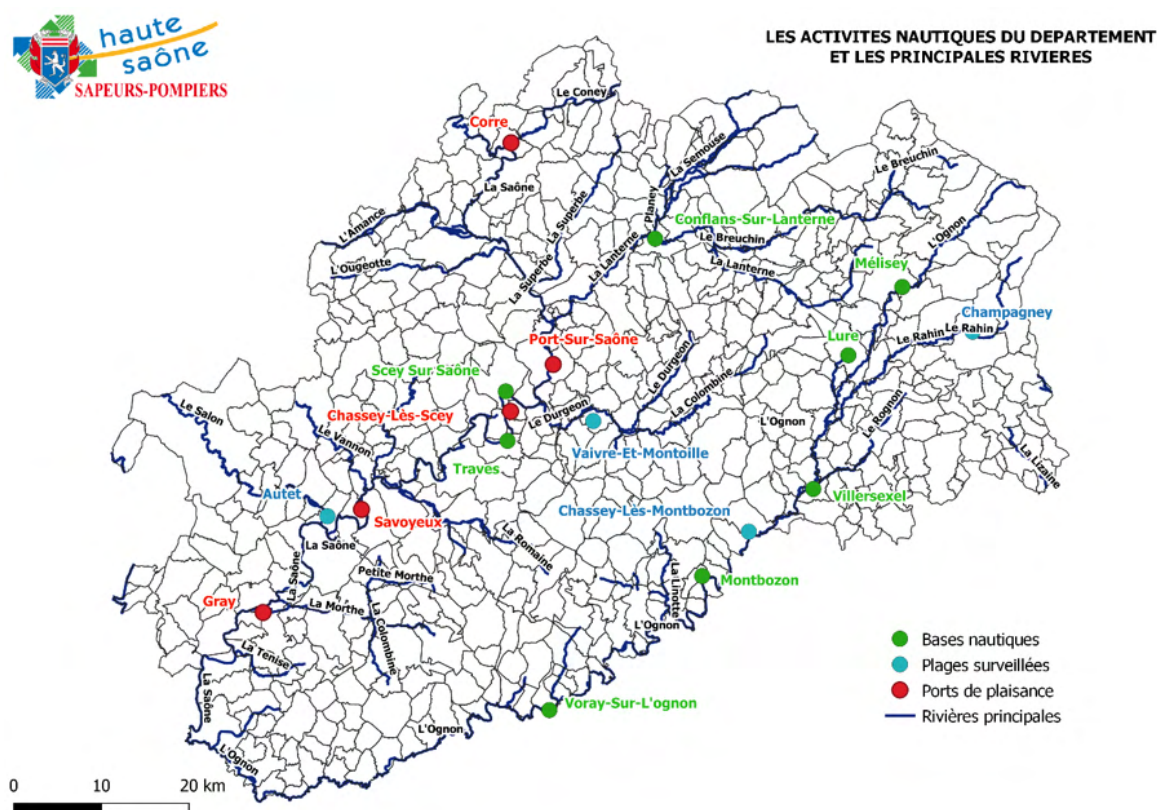 haute
saône
SAPEURS-POMPIERS
LES ACTIVITES NAUTIQUES DU DEPARTEMENT
ET LES PRINCIPALES RIVIERES
Le Coney
Corre
La Semouse
Le Breuchin
La Saône
Planey
La Superbe
Conflans-Sur-Lanterne
L'Amance
L'Ognon
Le Breuchin
La Lanterne
L'Ougeotte
La Superbe
La Lanterne
Mélisey
Champagney
Le Rahin
Le Rahin
Port-Sur-Saône
Lure
Scey Sur Saône
Le Durgeon
La Colombine
Le Salon
Chassey-Lès-Scey
Le Durgeon
L'Ognon
Le Rognon
Le Vannon
Vaivre-Et-Montoille
La Lizaine
Traves
Autet
Villersexel
Chassey-Lès-Montbozon
Savoyeux
La Romaine
La Saône
La Saône
Petite Morthe
La Linotte
Montbozon
Gray
La Morthe
La Colombine
L'Ognon
La Tenise
La Saône
Voray-Sur-L'ognon
L'Ognon
L'Ognon
Bases nautiques
Plages surveillées
Ports de plaisance
Rivières principales
0 10 20 km